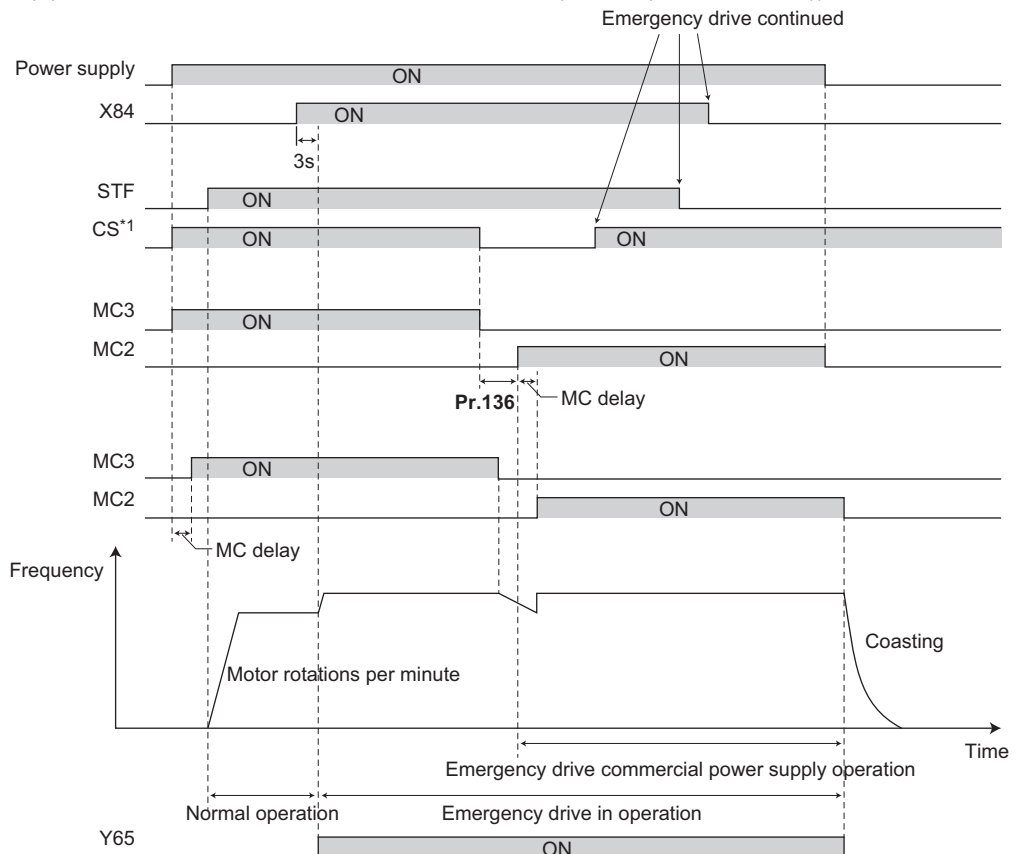 Emergency drive continued
Power supply
ON
X84
ON
3s
STF
ON
CS*1
ON
ON
MC3
ON
MC2
ON
Pr.136
MC delay
MC3
ON
MC2
ON
MC delay
Frequency
Coasting
Motor rotations per minute
Time
Emergency drive commercial power supply operation
Normal operation
Emergency drive in operation
Y65
ON